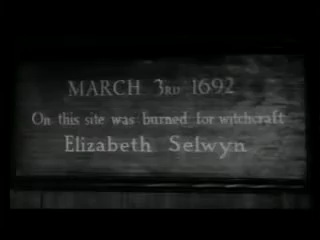 MARCH 3RD 1692
On this site was burned for witchcraft
Elizabeth Selwyn